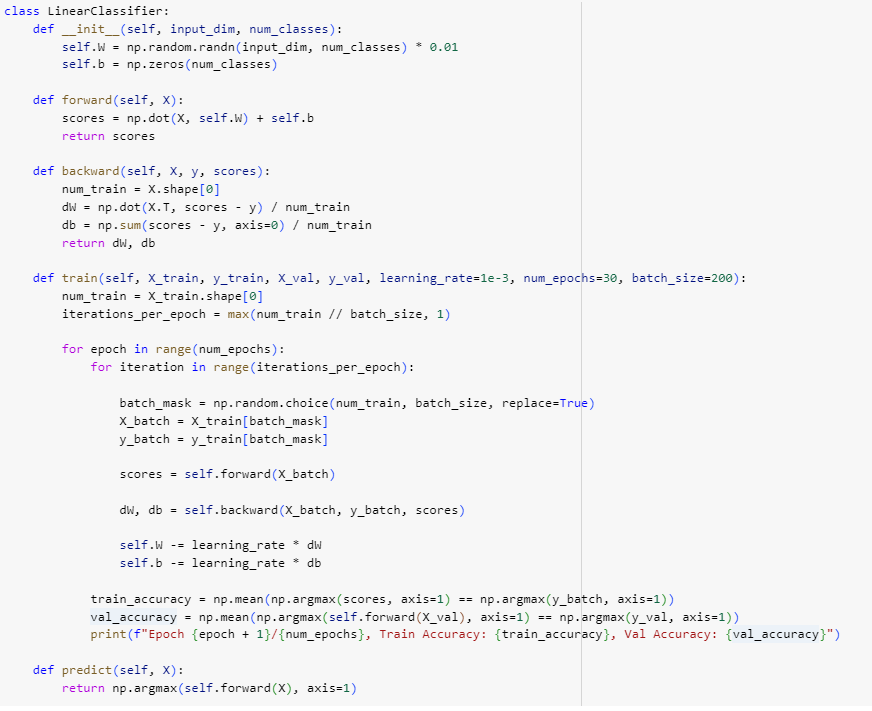 class LinearClassifier:
    def __init__(self, input_dim, num_classes):
        self.W = np.random.randn(input_dim, num_classes) * 0.01
        self.b = np.zeros(num_classes)

    def forward(self, X):
        scores = np.dot(X, self.W) + self.b
        return scores

    def backward(self, X, y, scores):
        num_train = X.shape[0]
        dW = np.dot(X.T, scores - y) / num_train
        db = np.sum(scores - y, axis=0) / num_train
        return dW, db

    def train(self, X_train, y_train, X_val, y_val, learning_rate=1e-3, num_epochs=30, batch_size=200):
        num_train = X_train.shape[0]
        iterations_per_epoch = max(num_train // batch_size, 1)

        for epoch in range(num_epochs):
            for iteration in range(iterations_per_epoch):

                batch_mask = np.random.choice(num_train, batch_size, replace=True)
                X_batch = X_train[batch_mask]
                y_batch = y_train[batch_mask]

                scores = self.forward(X_batch)

                dW, db = self.backward(X_batch, y_batch, scores)

                self.W -= learning_rate * dW
                self.b -= learning_rate * db

            train_accuracy = np.mean(np.argmax(scores, axis=1) == np.argmax(y_batch, axis=1))
            val_accuracy = np.mean(np.argmax(self.forward(X_val), axis=1) == np.argmax(y_val, axis=1))
            print(f"Epoch {epoch + 1}/{num_epochs}, Train Accuracy: {train_accuracy}, Val Accuracy: {val_accuracy}")

    def predict(self, X):
        return np.argmax(self.forward(X), axis=1)